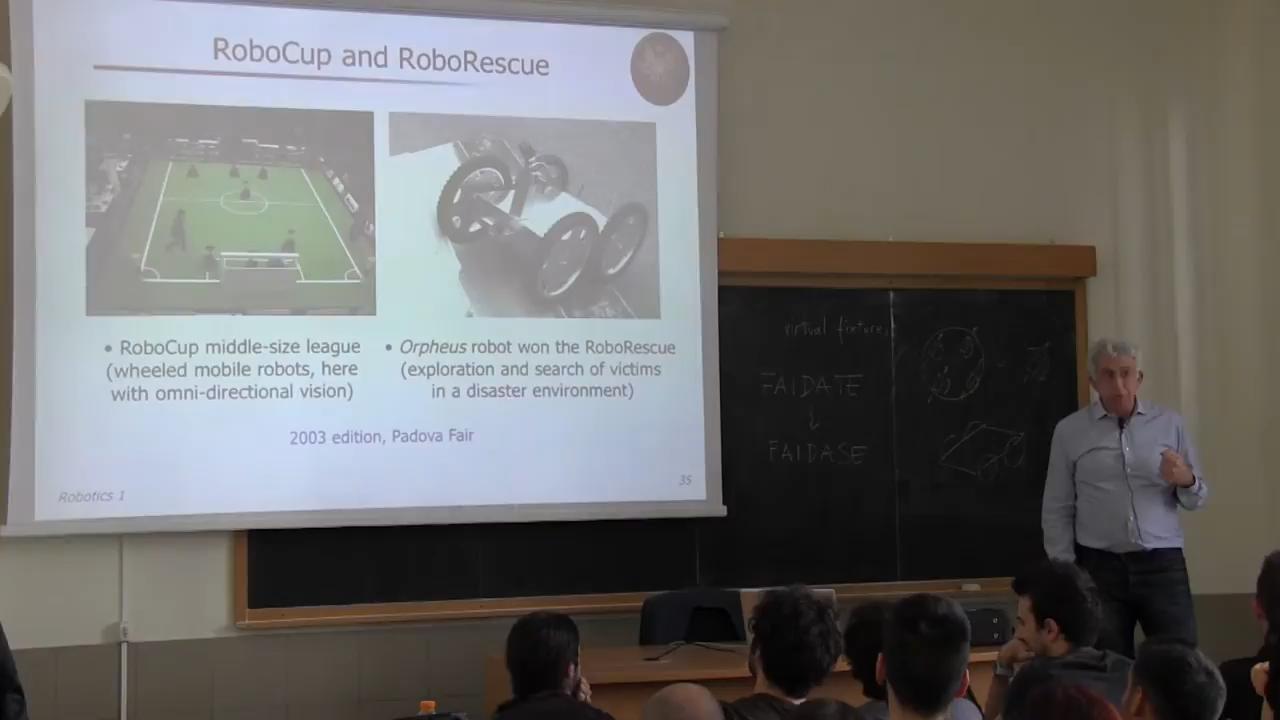 RoboCup and RoboRescue
• RoboCup middle-size league
(wheeled mobile robots, here
with omni-directional vision)
• Orpheus robot won the RoboRescue
(exploration and search of victims
in a disaster environment)
2003 edition, Padova Fair
Robotics 1
35
virtual fixtures
FAIDATE
↓
FAIDASE